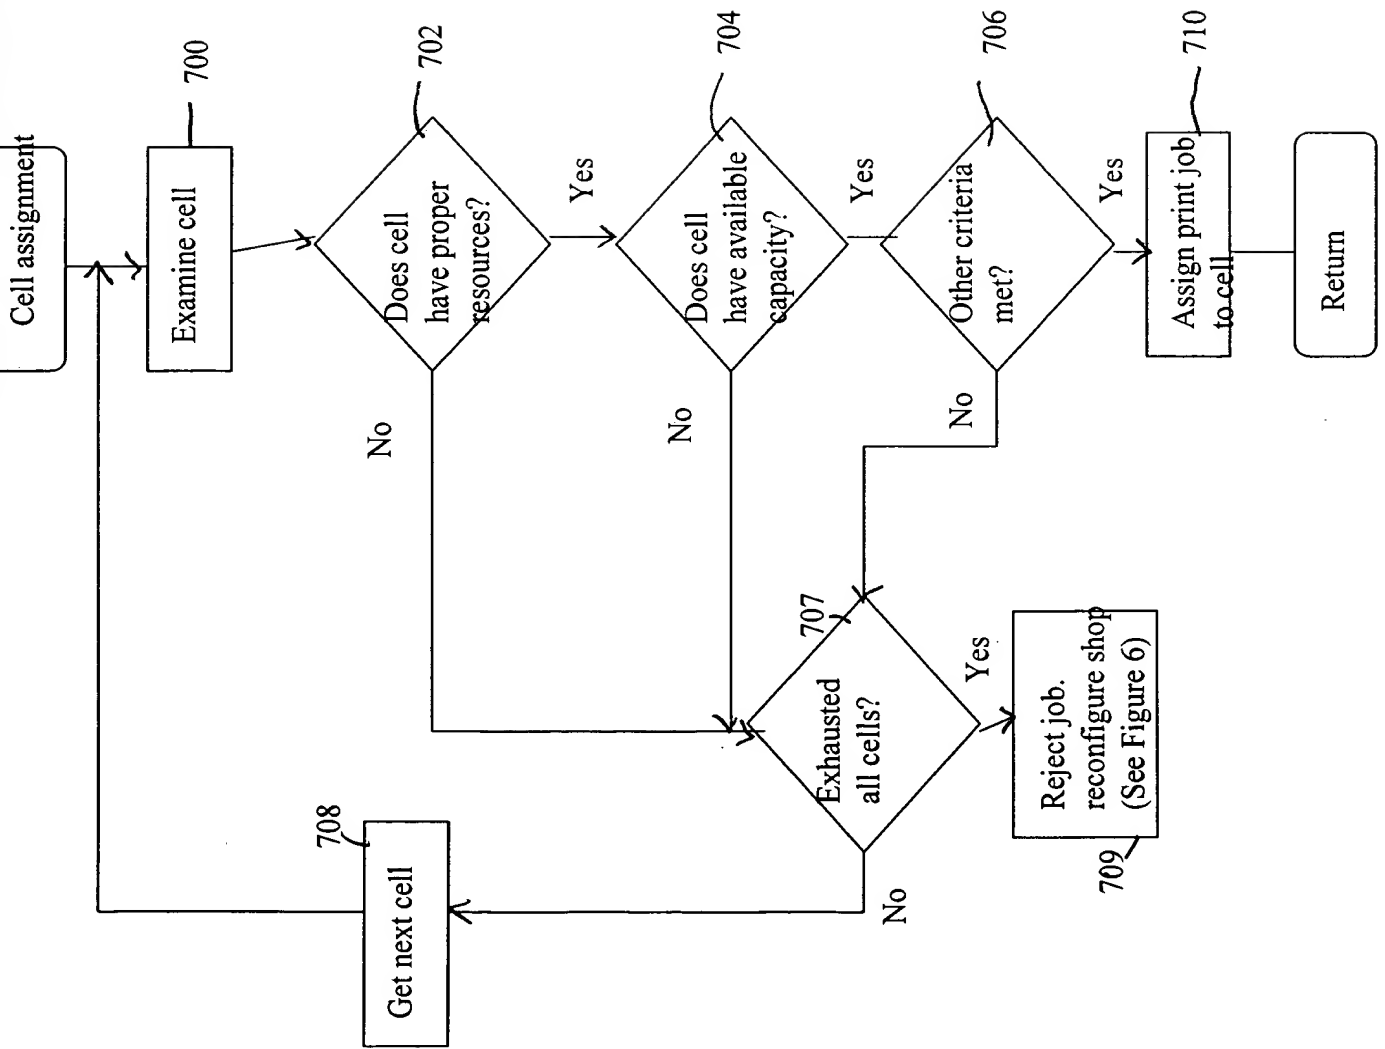 Cell assignment
Examine cell
700
Does cell
have proper
resources?
702
Yes
No
Does cell
have available
capacity?
704
Yes
No
Other criteria
met?
706
Yes
No
Assign print job
to cell
710
Return
Exhausted
all cells?
707
Yes
No
Reject job.
reconfigure shop
(See Figure 6)
709
Get next cell
708